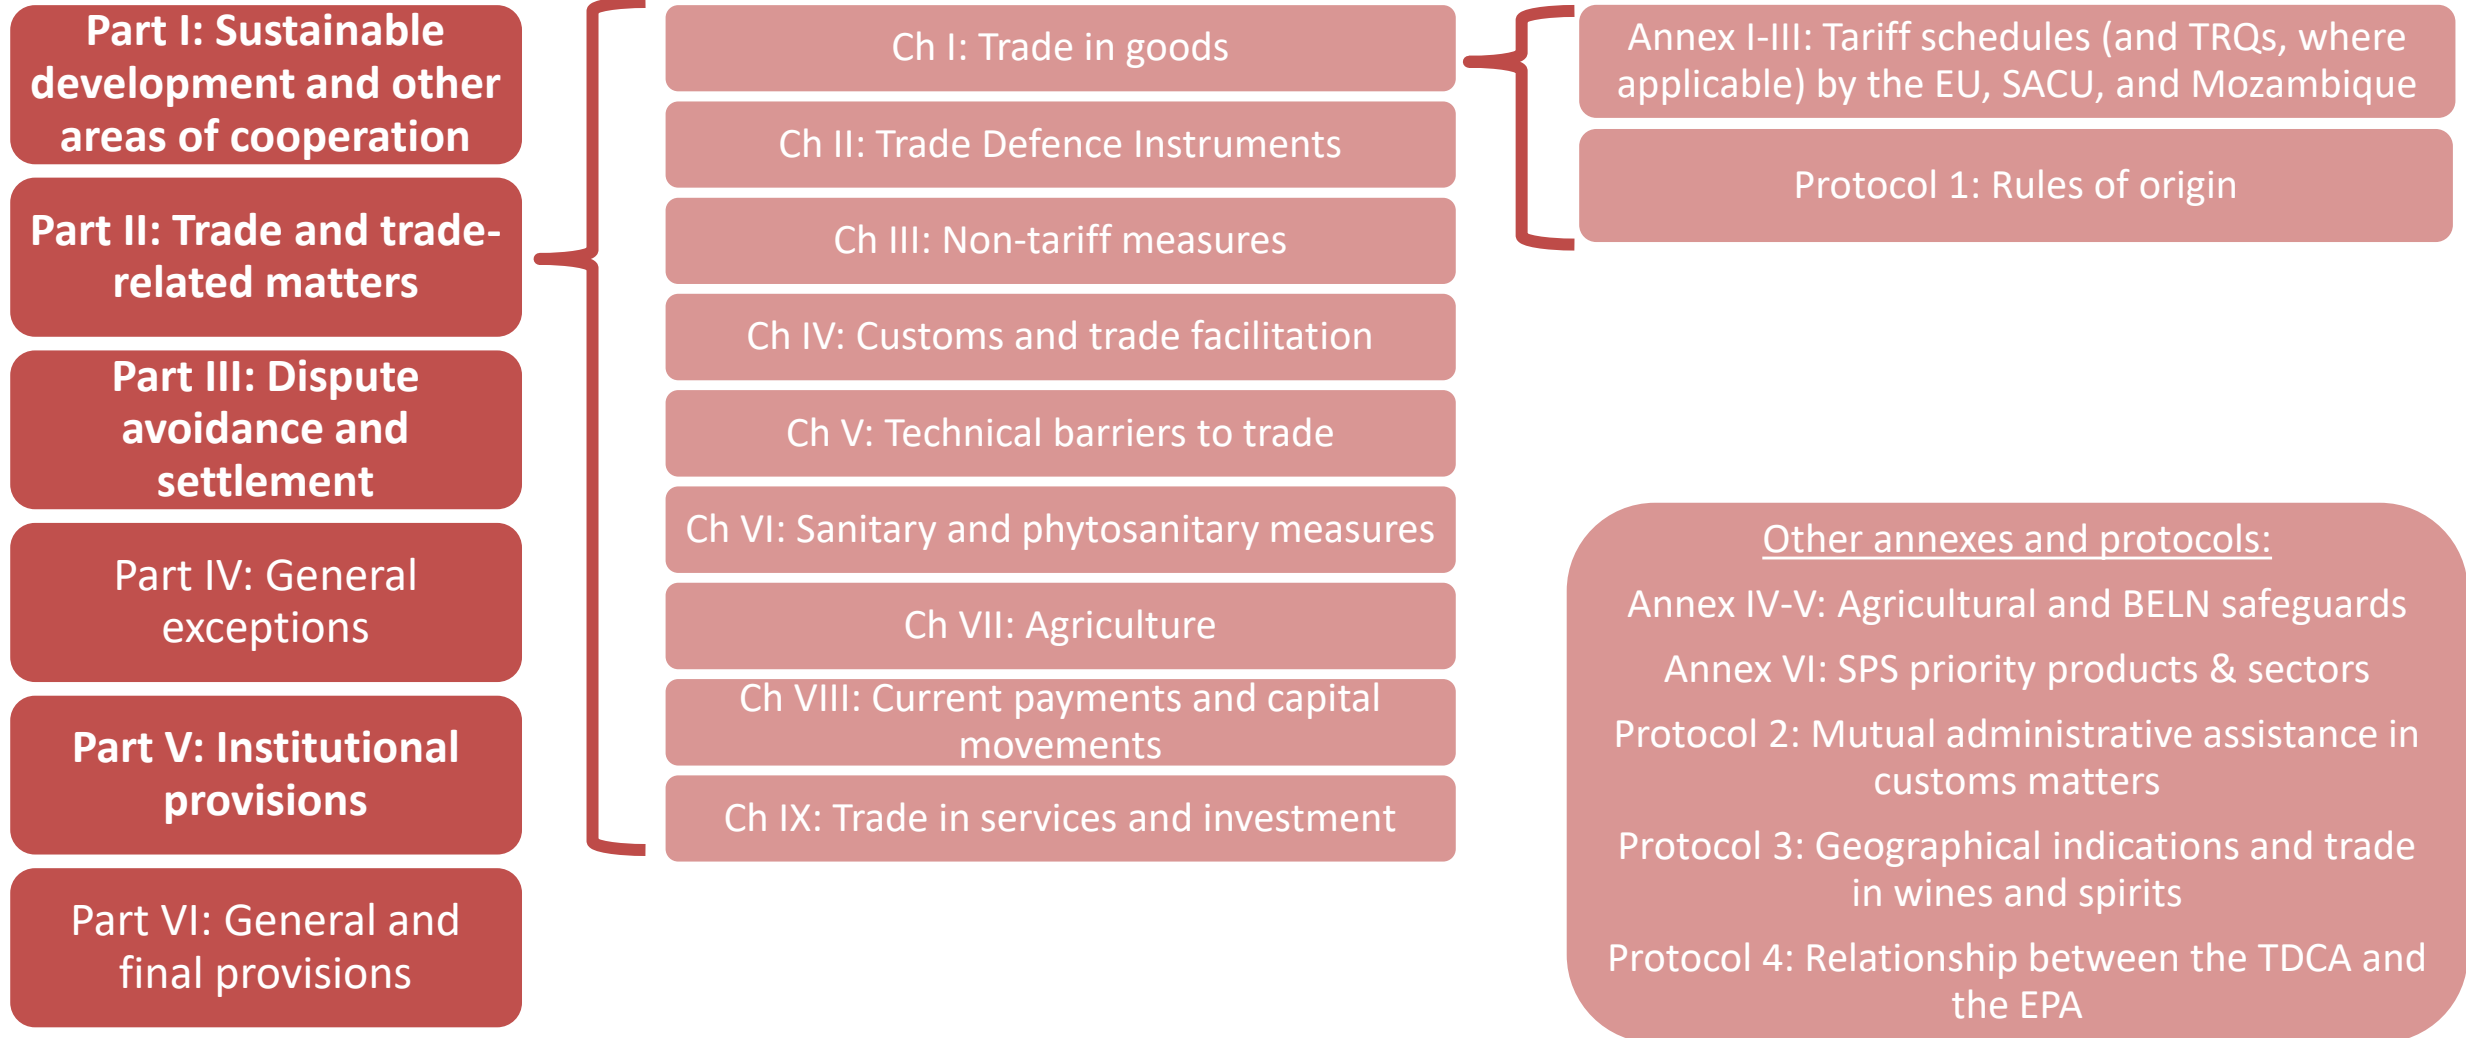 Part I: Sustainable
development and other
areas of cooperation
Part II: Trade and trade-
related matters
Part III: Dispute
avoidance and
settlement
Part IV: General
exceptions
Part V: Institutional
provisions
Part VI: General and
final provisions
Ch I: Trade in goods
Ch II: Trade Defence Instruments
Ch III: Non-tariff measures
Ch IV: Customs and trade facilitation
Ch V: Technical barriers to trade
Ch VI: Sanitary and phytosanitary measures
Ch VII: Agriculture
Ch VIII: Current payments and capital
movements
Ch IX: Trade in services and investment
Annex I-III: Tariff schedules (and TRQs, where
applicable) by the EU, SACU, and Mozambique
Protocol 1: Rules of origin
Other annexes and protocols:
Annex IV-V: Agricultural and BELN safeguards
Annex VI: SPS priority products & sectors
Protocol 2: Mutual administrative assistance in
customs matters
Protocol 3: Geographical indications and trade
in wines and spirits
Protocol 4: Relationship between the TDCA and
the EPA